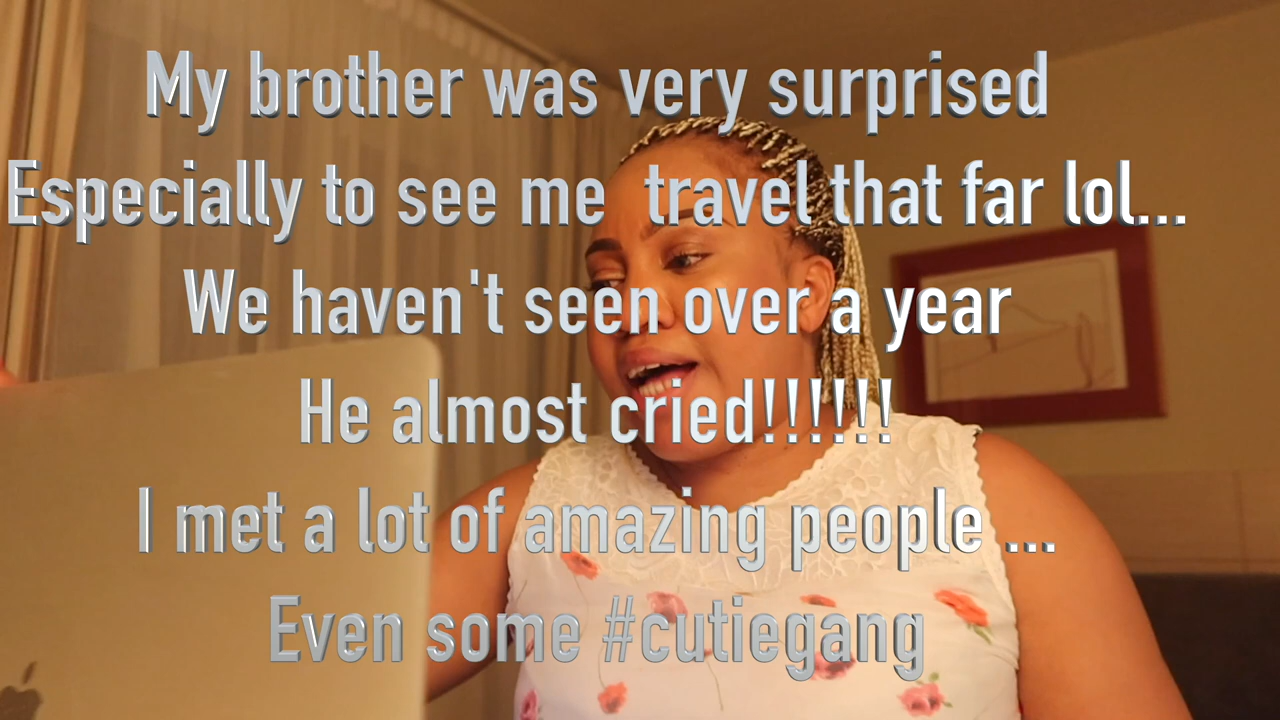 My brother was very surprised
Especially to see me travel that far lol...
We haven't seen over a year
He almost cried!!!!!!
I met a lot of amazing people ...
Even some #cutiegang